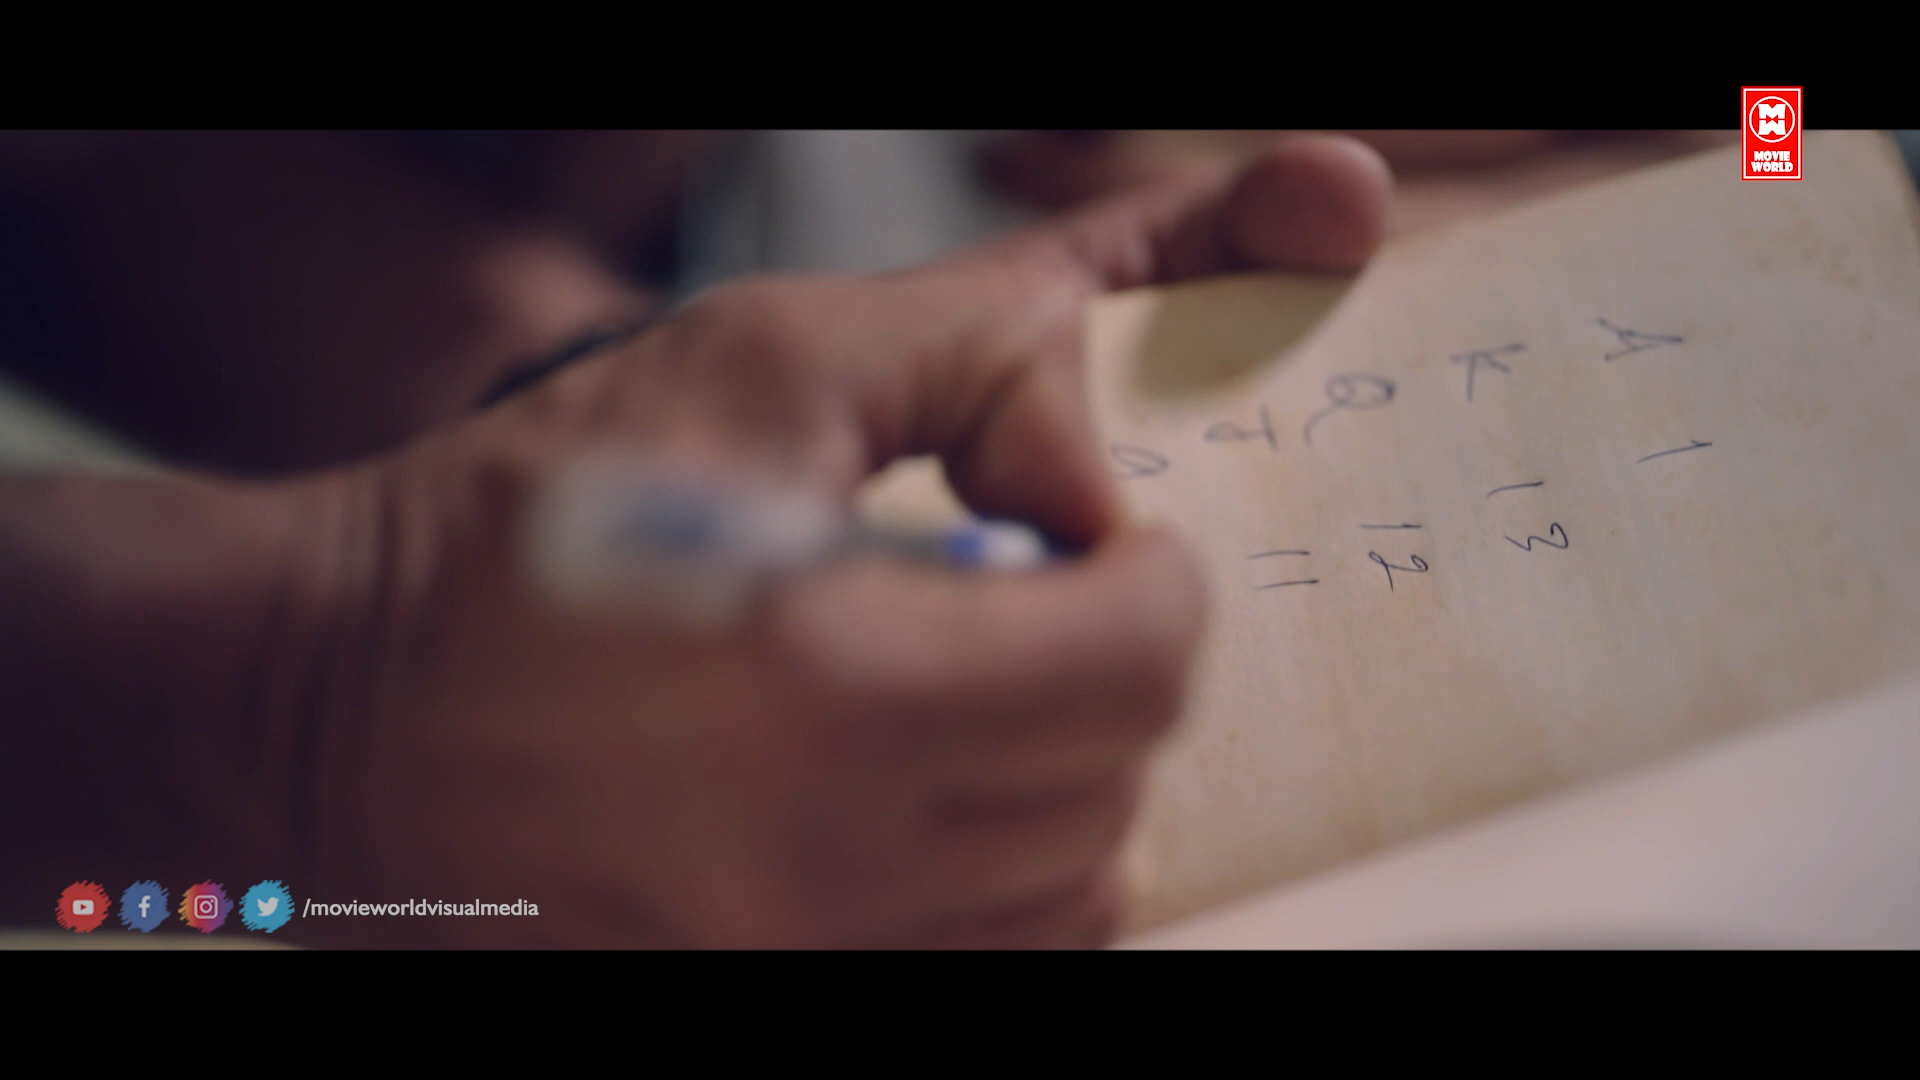 MOVIE
WORLD
A 1
K 13
Q 12
J 11
/movieworldvisualmedia